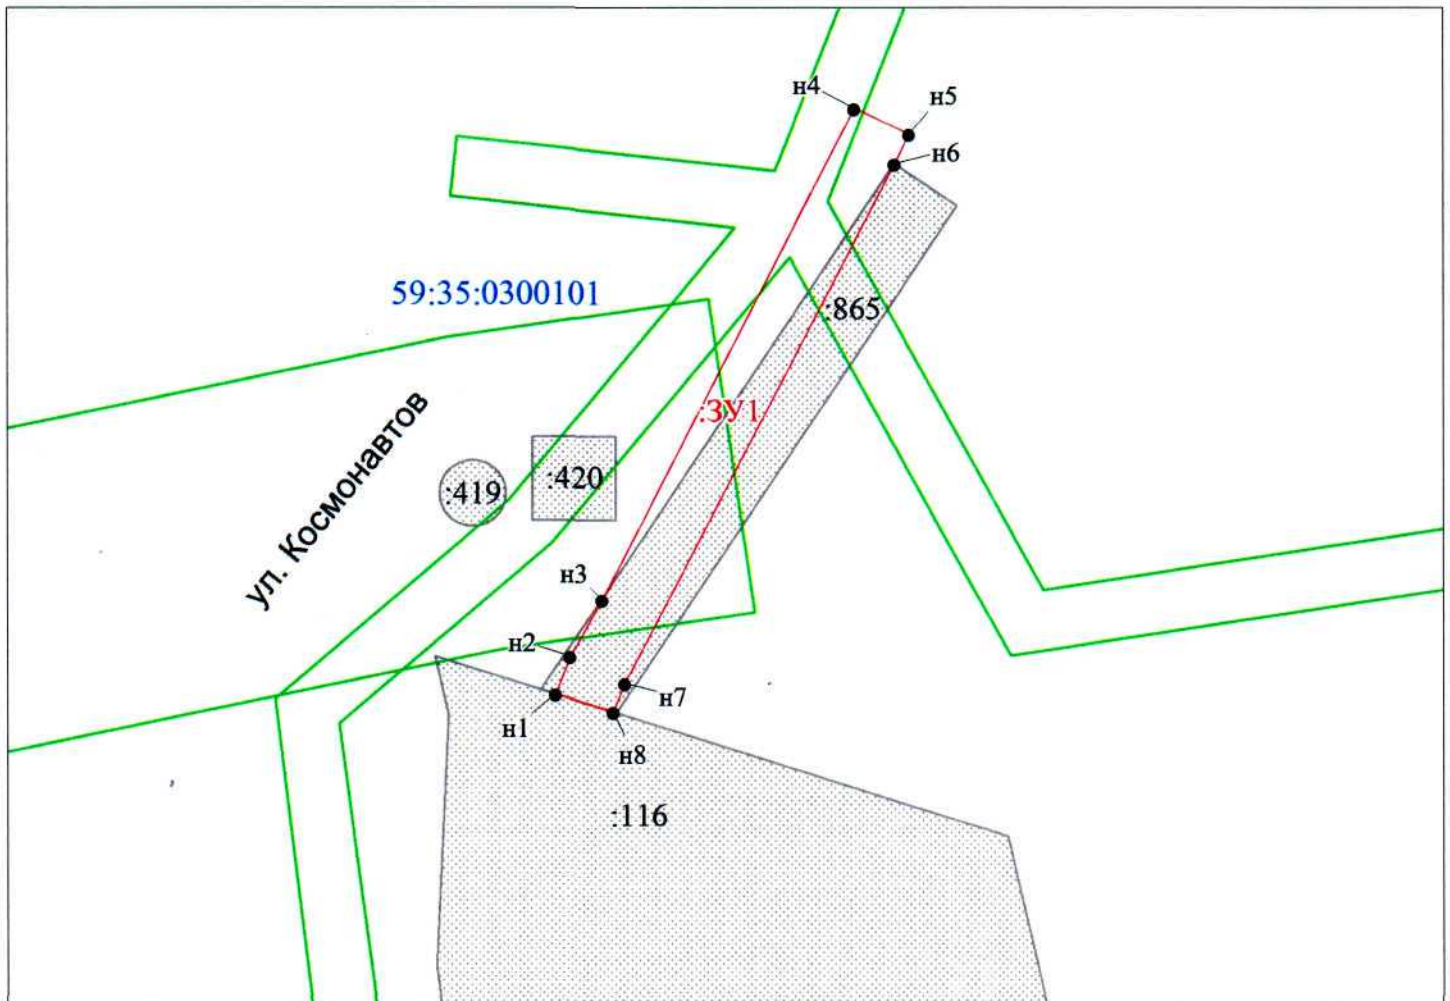 н4
н5
н6
59:35:0300101
:865
:ЗУ1
ул. Космонавтов
:419
:420
н3
н2
н7
н1
н8
:116